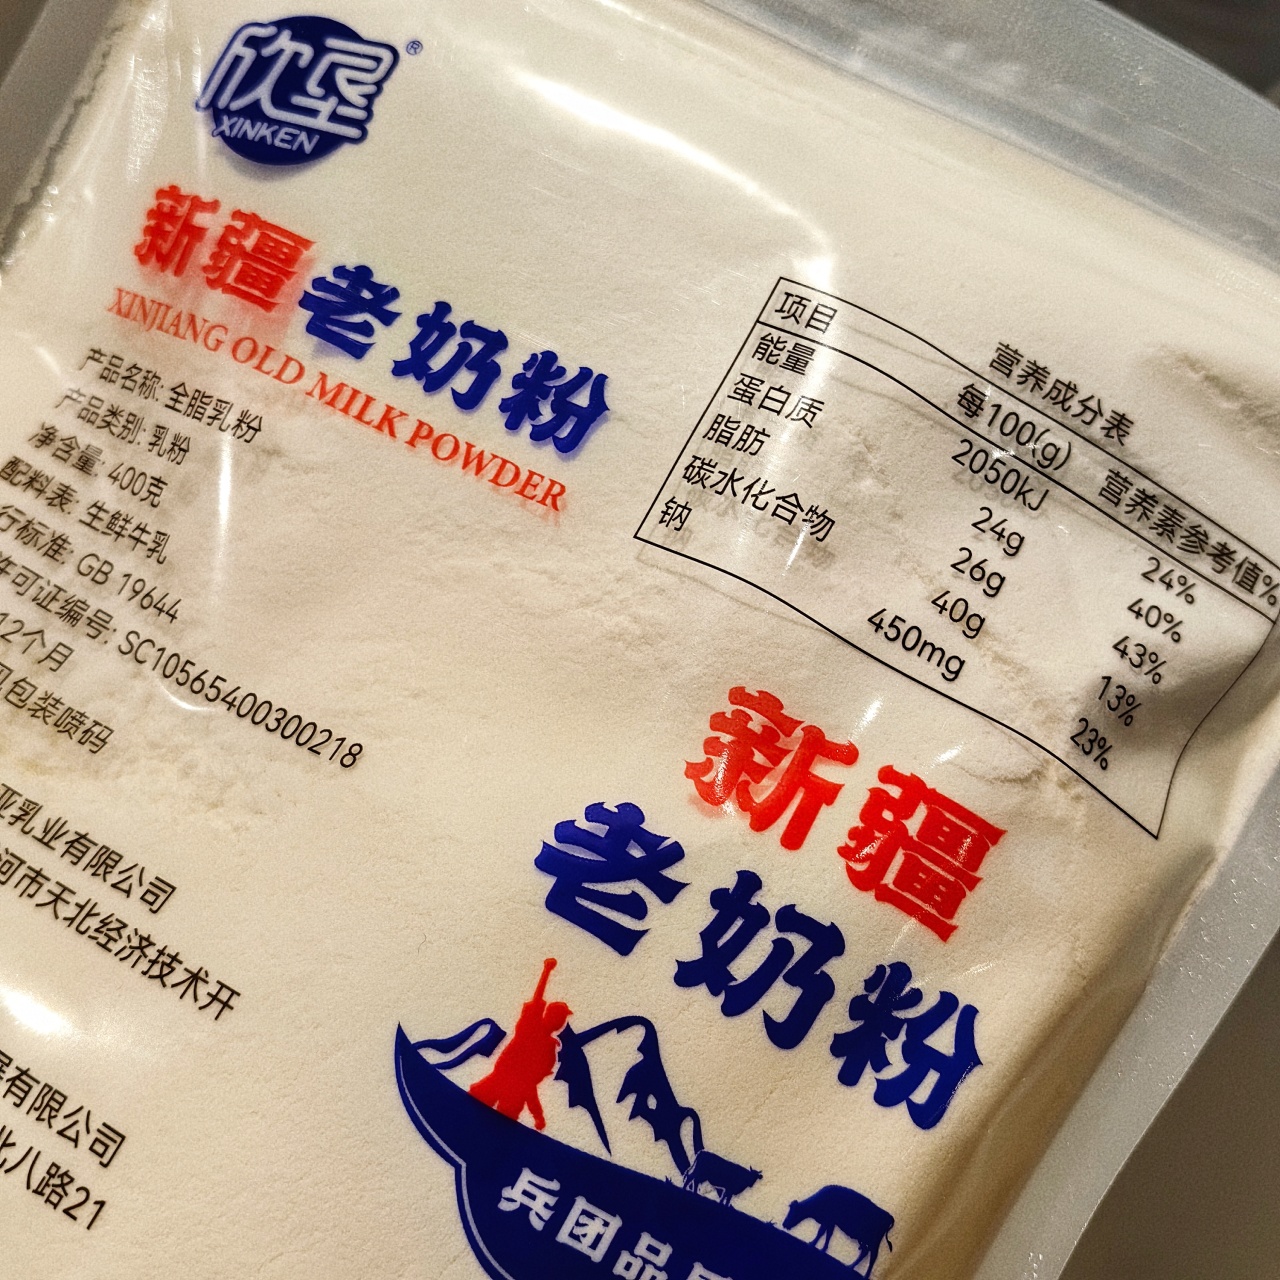 欣垦®
XINKEN
新疆老奶粉
XINJIANG OLD MILK POWDER
产品名称: 全脂乳粉
产品类别: 乳粉
净含量: 400克
配料表: 生鲜牛乳
行标准: GB 19644
许可证编号: SC10565400300218
12个月
见包装喷码
亚乳业有限公司
河市天北经济技术开
展有限公司
北八路21
营养成分表
项目 每100(g) 营养素参考值%
能量 2050kJ 24%
蛋白质 24g 40%
脂肪 26g 43%
碳水化合物 40g 13%
钠 450mg 23%
新疆
老奶粉
兵团品